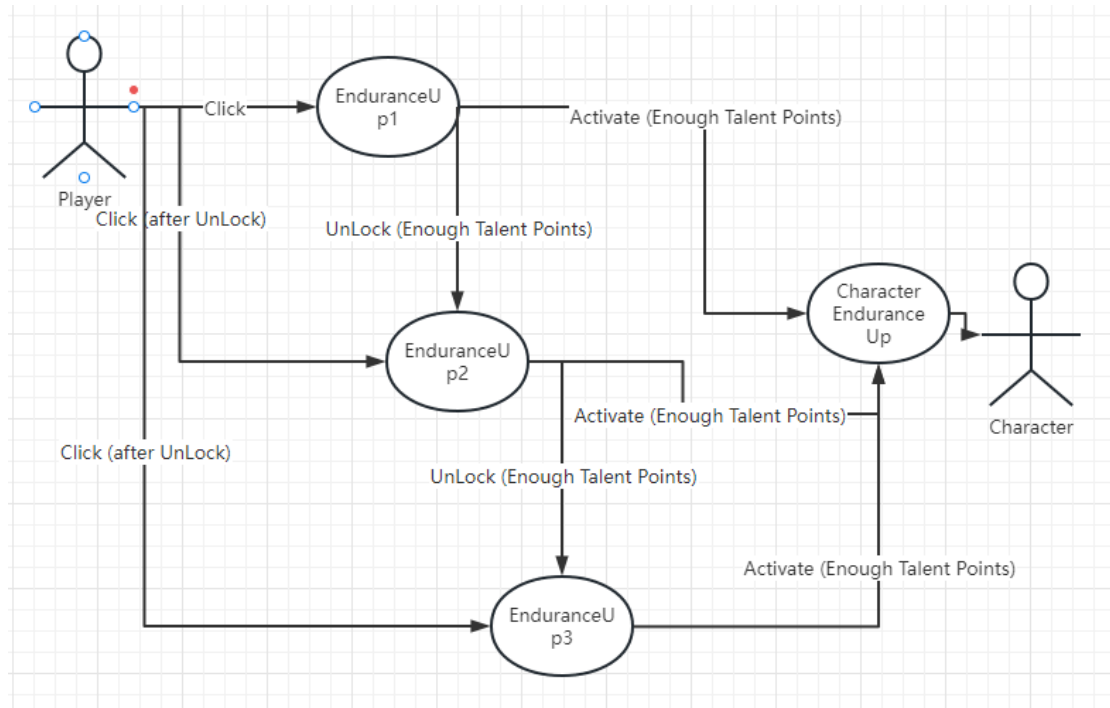 EnduranceU
p1
Click
Activate (Enough Talent Points)
Player
Click (after UnLock)
UnLock (Enough Talent Points)
Character
Endurance
Up
EnduranceU
p2
Activate (Enough Talent Points)
Character
Click (after UnLock)
UnLock (Enough Talent Points)
Activate (Enough Talent Points)
EnduranceU
p3